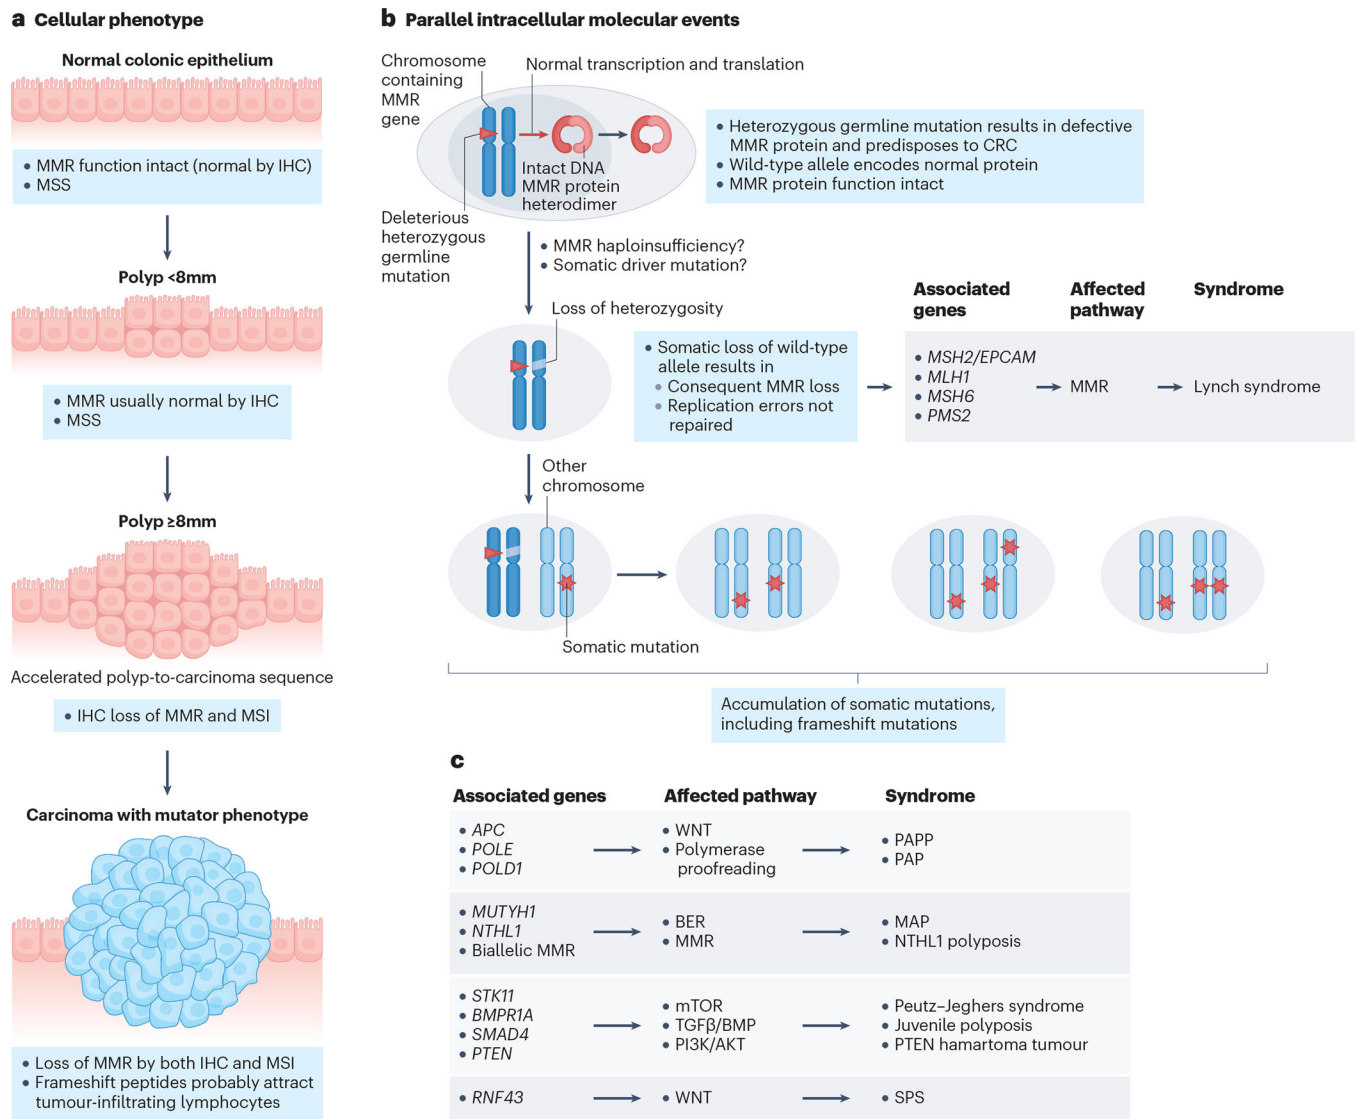 a Cellular phenotype
Normal colonic epithelium
• MMR function intact (normal by IHC)
• MSS
Polyp <8mm
• MMR usually normal by IHC
• MSS
Polyp ≥8mm
Accelerated polyp-to-carcinoma sequence
• IHC loss of MMR and MSI
Carcinoma with mutator phenotype
• Loss of MMR by both IHC and MSI
• Frameshift peptides probably attract
tumour-infiltrating lymphocytes
b Parallel intracellular molecular events
Chromosome
containing
MMR
gene
Normal transcription and translation
Intact DNA
MMR protein
heterodimer
Deleterious
heterozygous
germline
mutation
• Heterozygous germline mutation results in defective
MMR protein and predisposes to CRC
• Wild-type allele encodes normal protein
• MMR protein function intact
• MMR haploinsufficiency?
• Somatic driver mutation?
Loss of heterozygosity
• Somatic loss of wild-type
allele results in
• Consequent MMR loss
• Replication errors not
repaired
Associated
genes
Affected
pathway
Syndrome
• MSH2/EPCAM
• MLH1
• MSH6
• PMS2
MMR
Lynch syndrome
Other
chromosome
Somatic mutation
Accumulation of somatic mutations,
including frameshift mutations
c
Associated genes
Affected pathway
Syndrome
• APC
• POLE
• POLD1
• WNT
• Polymerase
proofreading
• PAPP
• PAP
• MUTYH1
• NTHL1
• Biallelic MMR
• BER
• MMR
• MAP
• NTHL1 polyposis
• STK11
• BMPR1A
• SMAD4
• PTEN
• mTOR
• TGFβ/BMP
• PI3K/AKT
• Peutz–Jeghers syndrome
• Juvenile polyposis
• PTEN hamartoma tumour
• RNF43
• WNT
• SPS